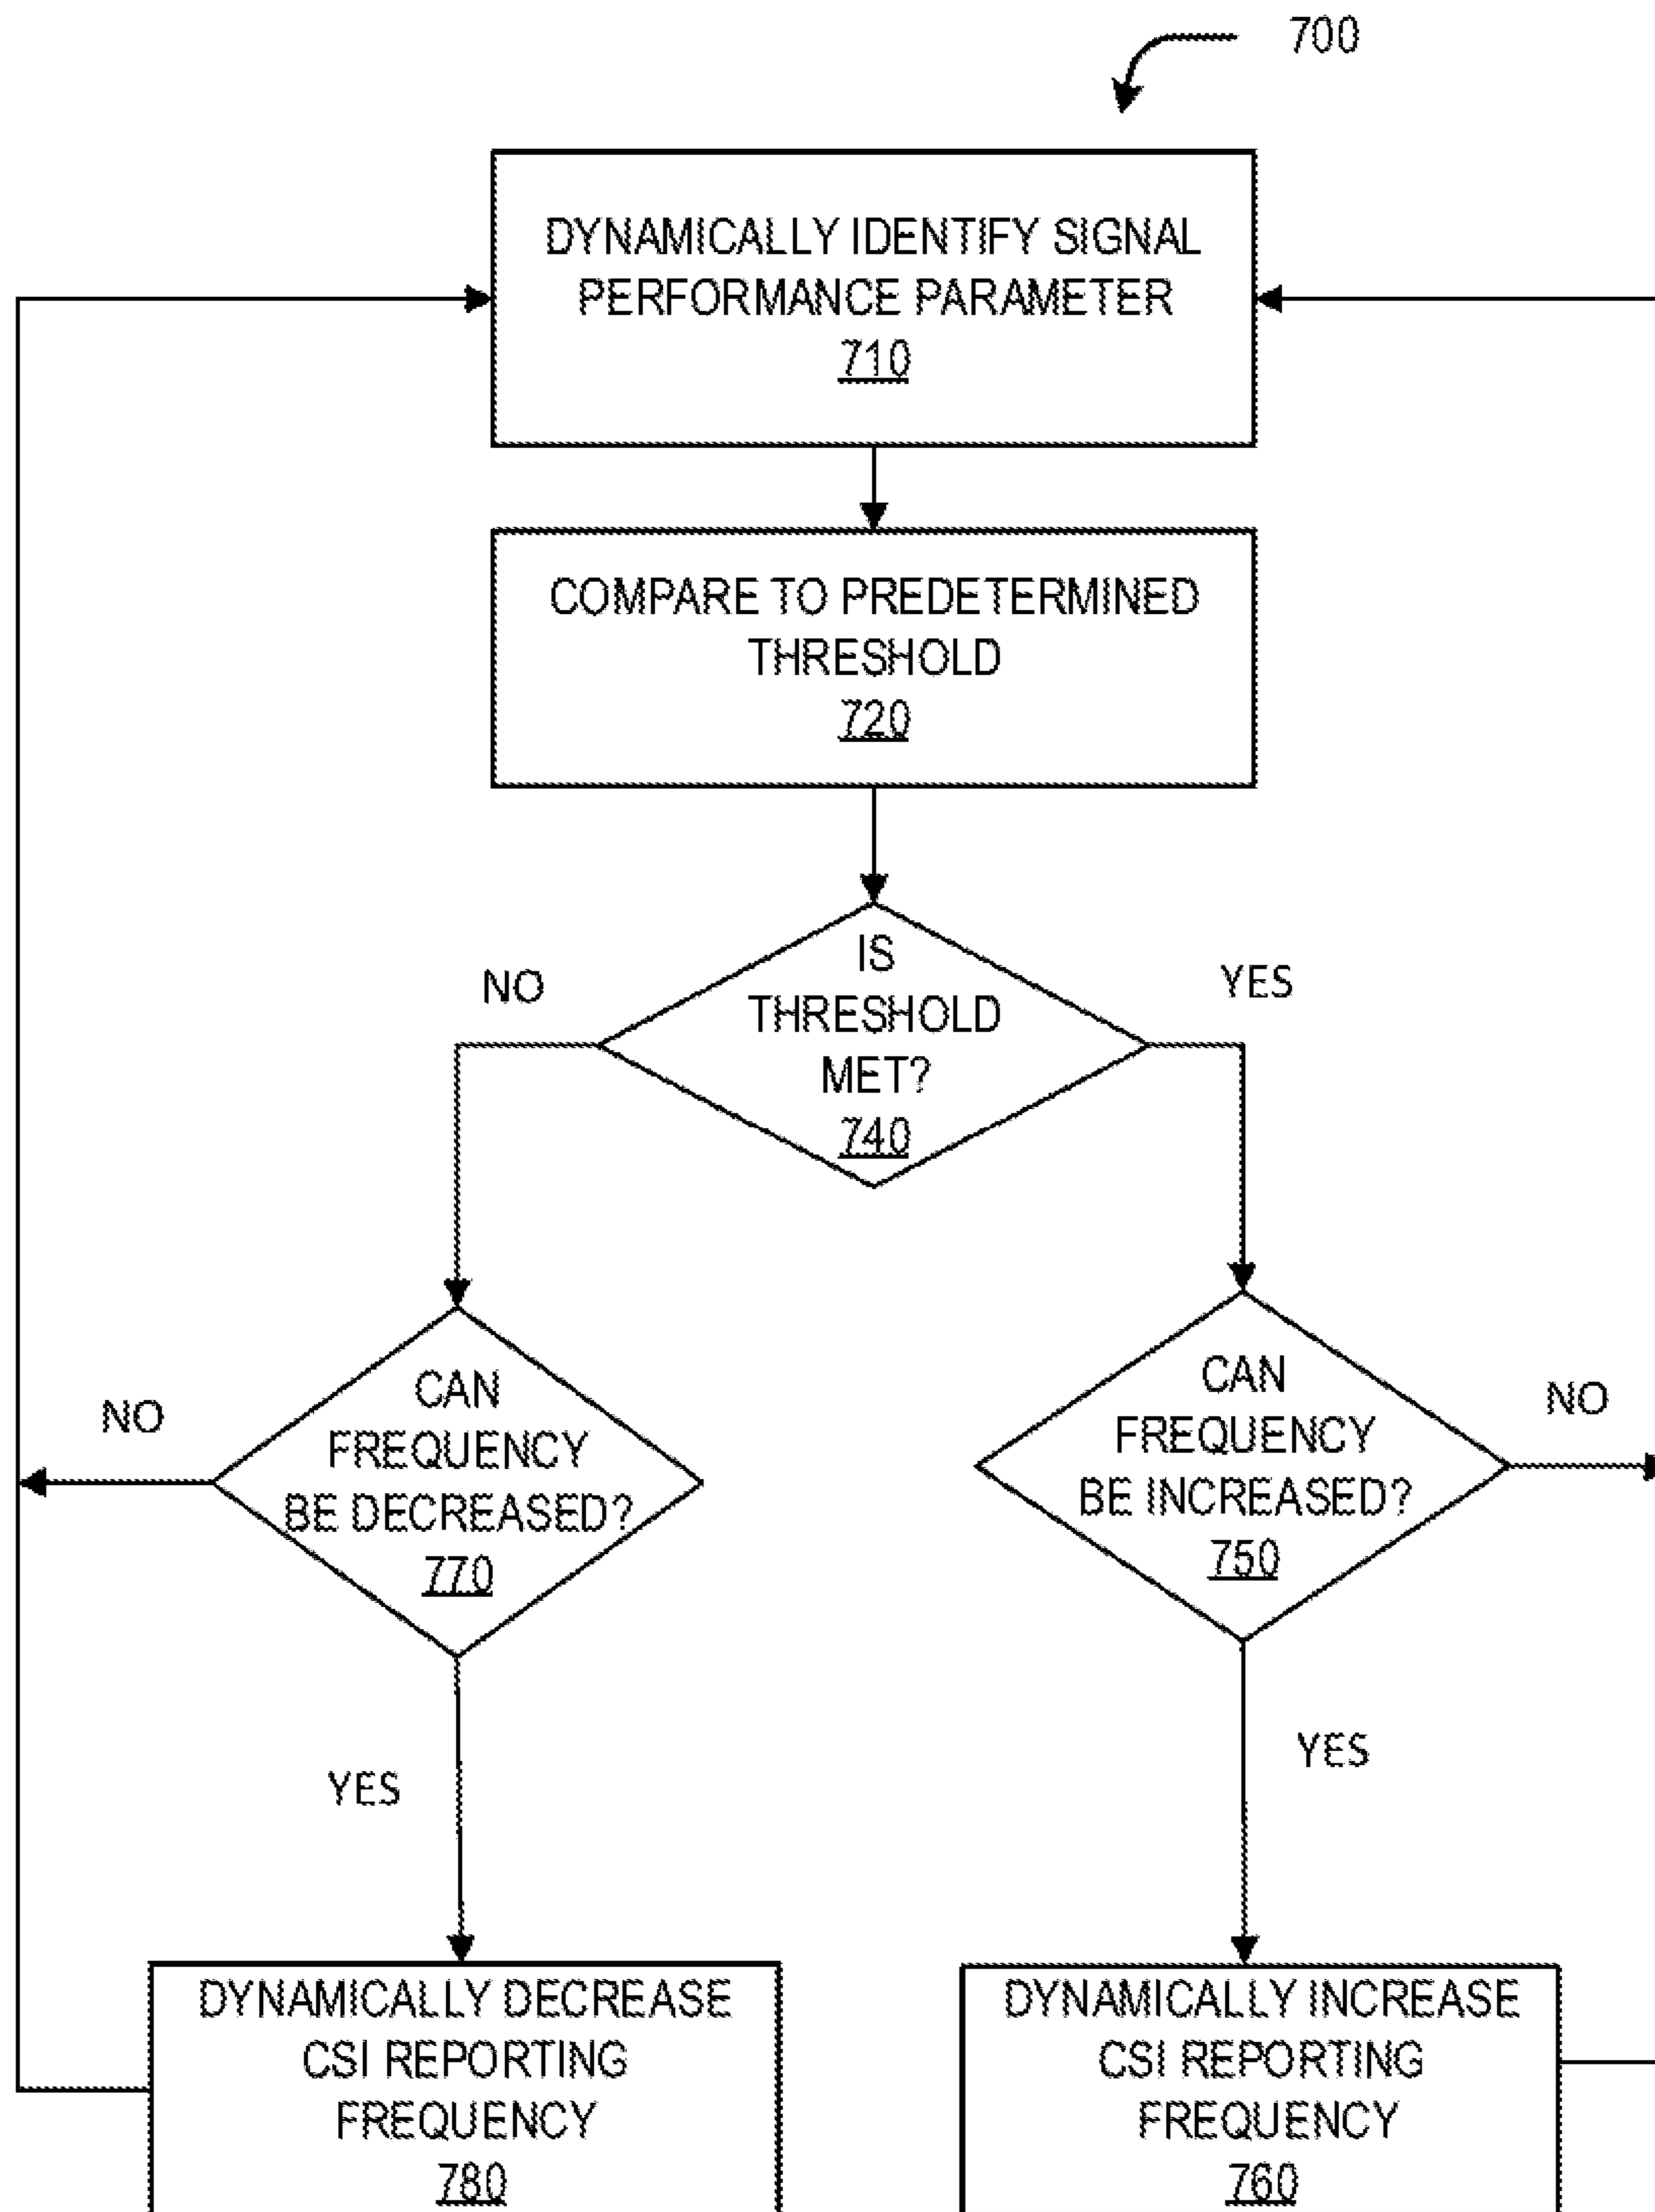 700
DYNAMICALLY IDENTIFY SIGNAL
PERFORMANCE PARAMETER
710
COMPARE TO PREDETERMINED
THRESHOLD
720
IS
THRESHOLD
MET?
740
NO
YES
CAN
FREQUENCY
BE DECREASED?
770
NO
CAN
FREQUENCY
BE INCREASED?
750
NO
YES
YES
DYNAMICALLY DECREASE
CSI REPORTING
FREQUENCY
780
DYNAMICALLY INCREASE
CSI REPORTING
FREQUENCY
760